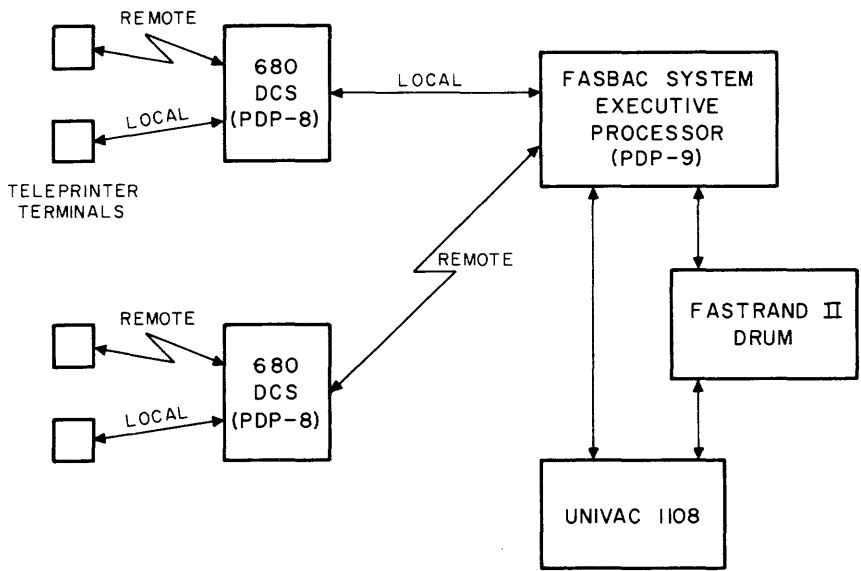 REMOTE
680
DCS
(PDP-8)
LOCAL
TELEPRINTER
TERMINALS
LOCAL
FASBAC SYSTEM
EXECUTIVE
PROCESSOR
(PDP-9)
REMOTE
REMOTE
680
DCS
(PDP-8)
LOCAL
FASTRAND II
DRUM
UNIVAC 1108